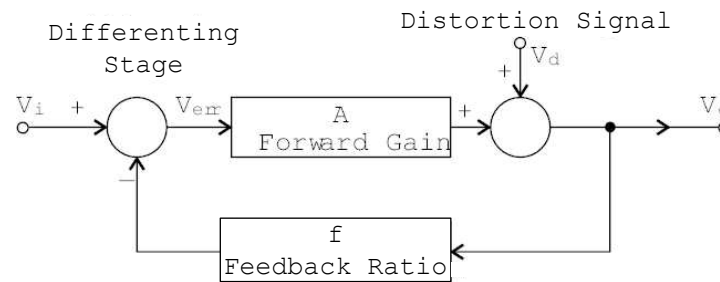 Differenting
Stage
Distortion Signal
V_d
+
V_i
+
V_err
A
Forward Gain
+
−
f
Feedback Ratio